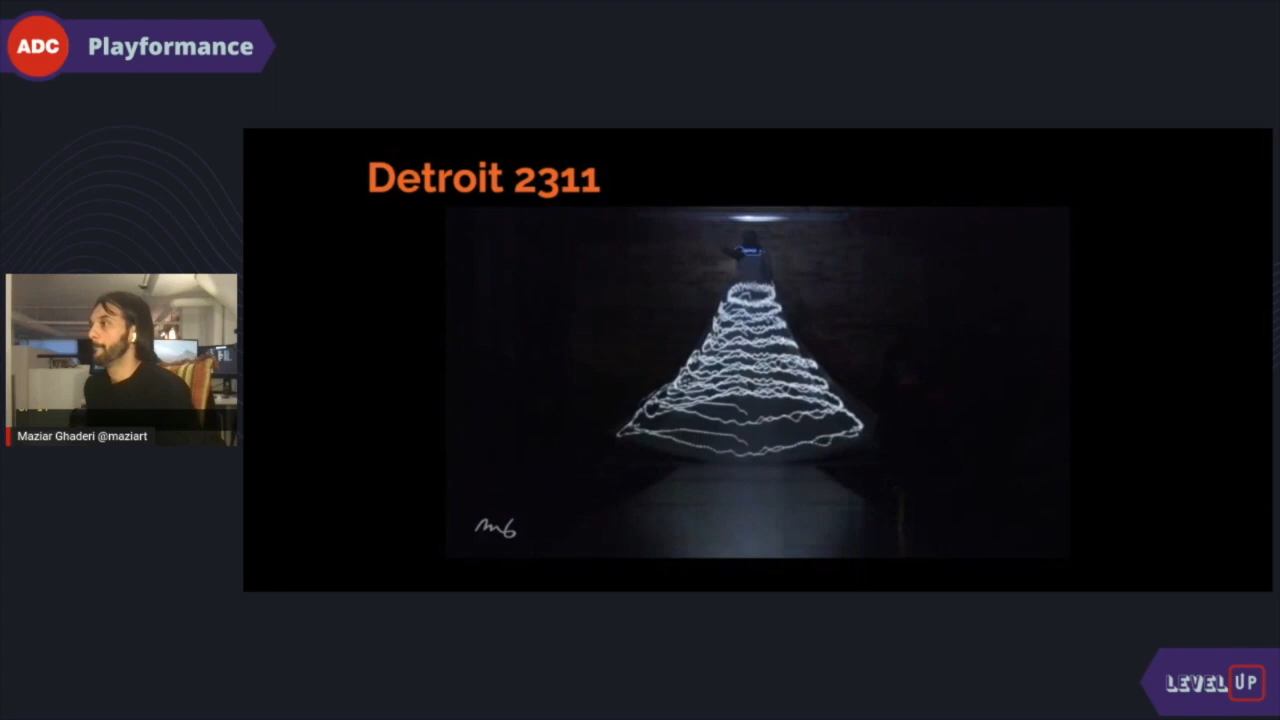 ADC
Playformance
Detroit 2311
Maziar Ghaderi @maziart
LEVEL UP